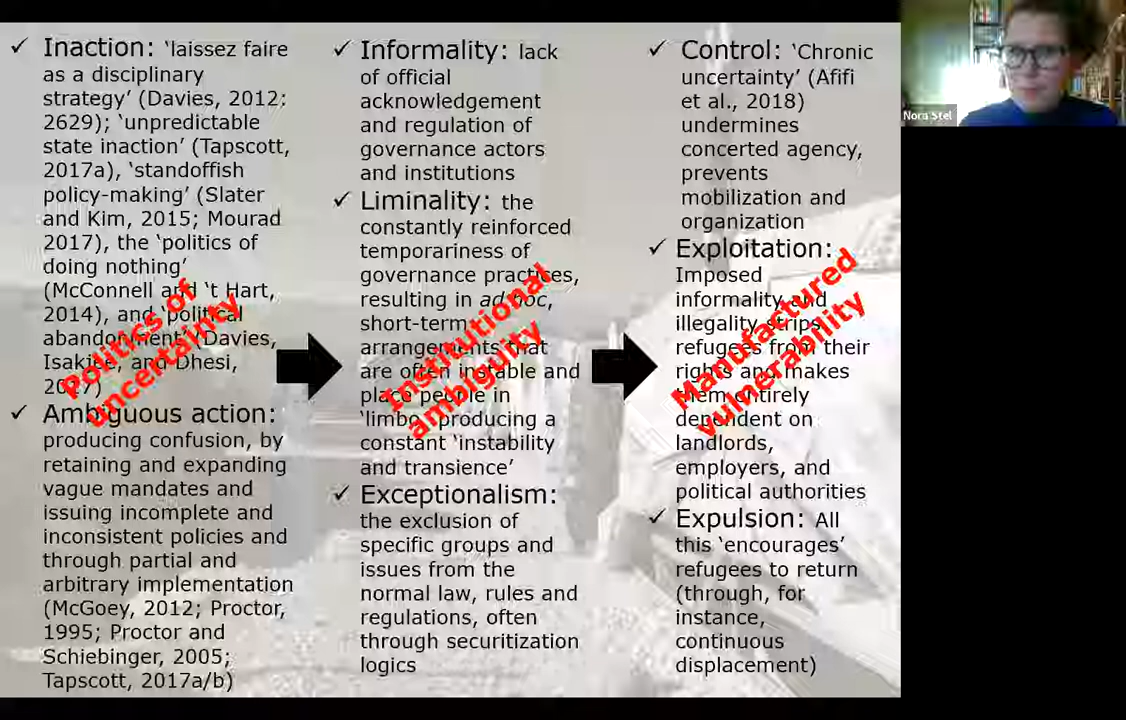 ✓ Inaction: ‘laissez faire
as a disciplinary
strategy’ (Davies, 2012:
2629); ‘unpredictable
state inaction’ (Tapscott,
2017a), ‘standoffish
policy-making’ (Slater
and Kim, 2015; Mourad
2017), the ‘politics of
doing nothing’
(McConnell and ‘t Hart,
2014), and ‘political
abandonment’ (Davies,
Isakjee, and Dhesi,
2017)
✓ Ambiguous action:
producing confusion, by
retaining and expanding
vague mandates and
issuing incomplete and
inconsistent policies and
through partial and
arbitrary implementation
(McGoey, 2012; Proctor,
1995; Proctor and
Schiebinger, 2005;
Tapscott, 2017a/b)
Politics of
uncertainty
✓ Informality: lack
of official
acknowledgement
and regulation of
governance actors
and institutions
✓ Liminality: the
constantly reinforced
temporariness of
governance practices,
resulting in ad hoc,
short-term
arrangements that
are often instable and
place people in
‘limbo’ producing a
constant ‘instability
and transience’
✓ Exceptionalism:
the exclusion of
specific groups and
issues from the
normal law, rules and
regulations, often
through securitization
logics
Institutional
ambiguity
✓ Control: ‘Chronic
uncertainty’ (Afifi
et al., 2018)
undermines
concerted agency,
prevents
mobilization and
organization
✓ Exploitation:
Imposed
informality and
illegality strips
refugees from their
rights and makes
them entirely
dependent on
landlords,
employers, and
political authorities
✓ Expulsion: All
this ‘encourages’
refugees to return
(through, for
instance,
continuous
displacement)
Manufactured
vulnerability
Nora Stel